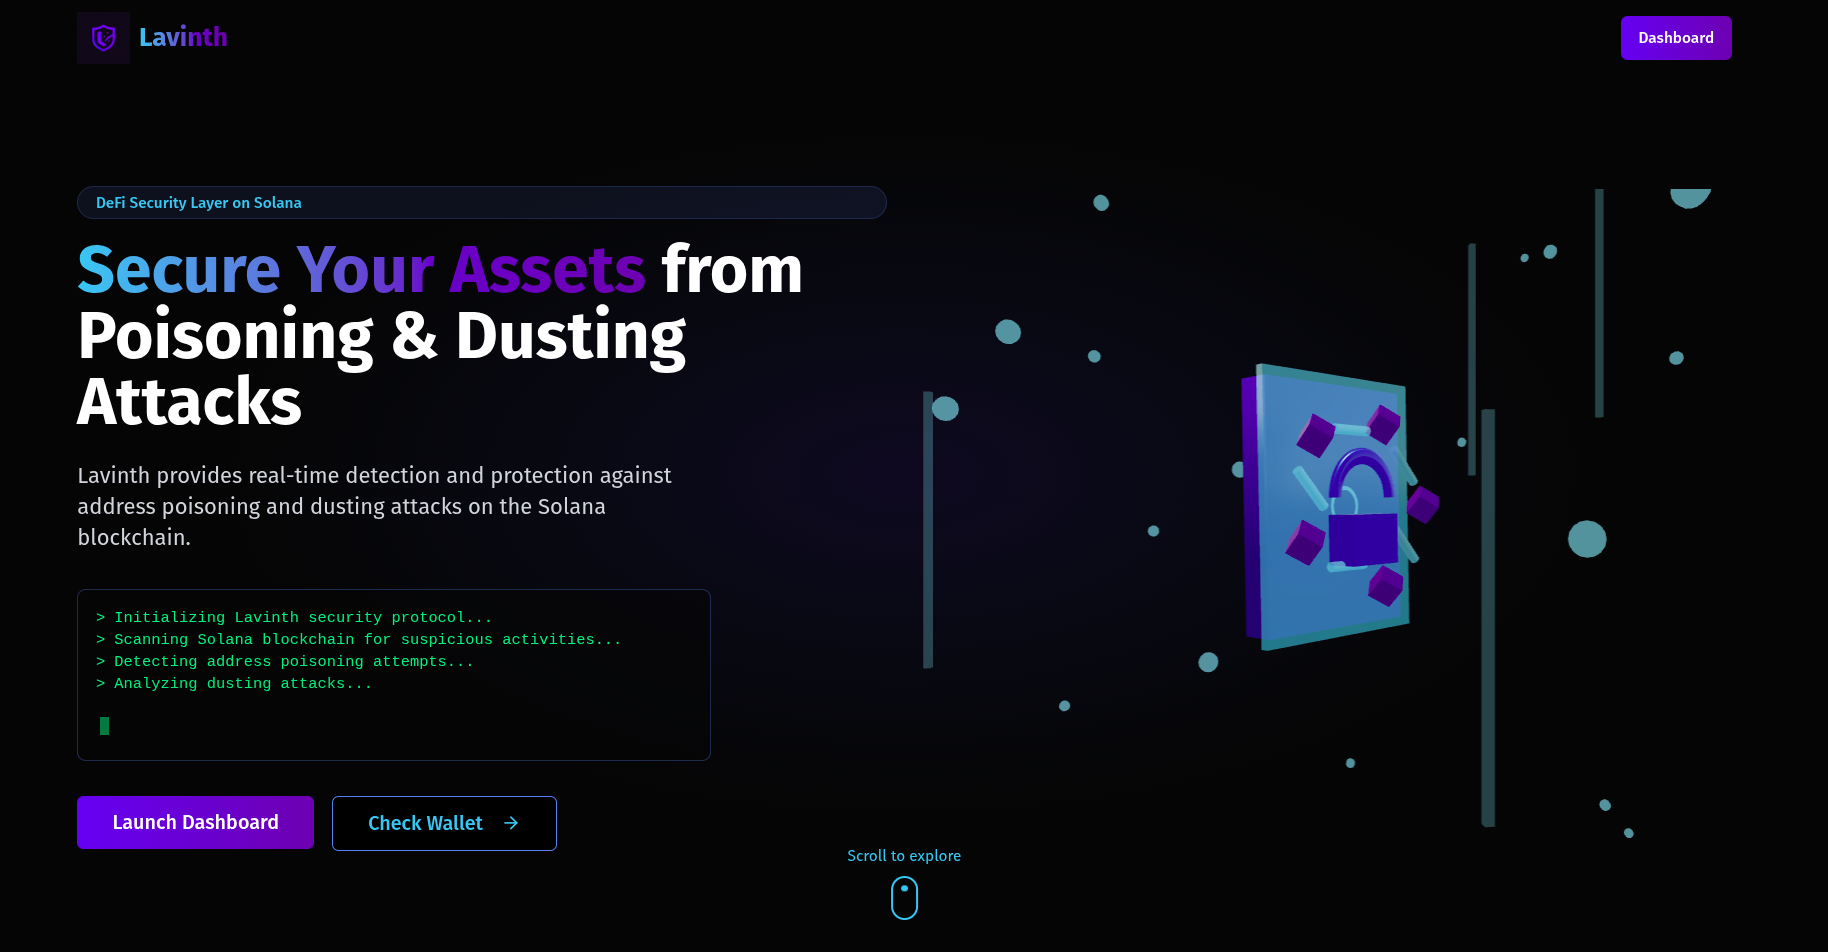 Lavinth
Dashboard
DeFi Security Layer on Solana
Secure Your Assets from
Poisoning & Dusting
Attacks
Lavinth provides real-time detection and protection against
address poisoning and dusting attacks on the Solana
blockchain.
> Initializing Lavinth security protocol...
> Scanning Solana blockchain for suspicious activities...
> Detecting address poisoning attempts...
> Analyzing dusting attacks...
Launch Dashboard
Check Wallet →
Scroll to explore